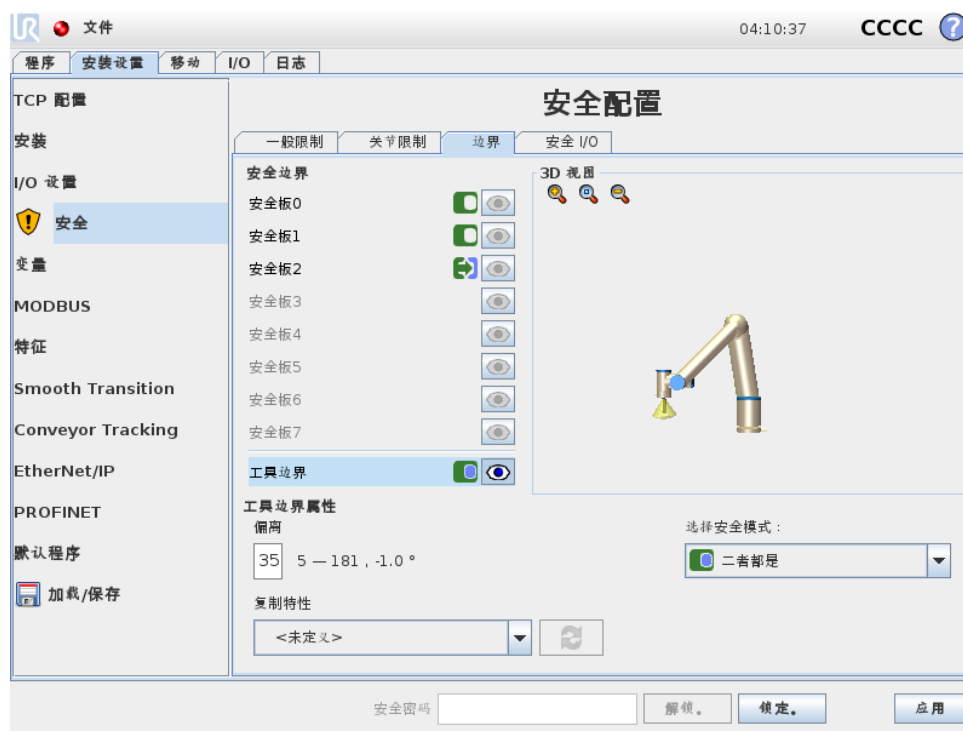 UR 文件 04:10:37 CCCC ?
程序 安装设置 移动 I/O 日志
TCP 配置
安装
I/O 设置
安全
变量
MODBUS
特征
Smooth Transition
Conveyor Tracking
EtherNet/IP
PROFINET
默认程序
加载/保存
安全配置
一般限制 关节限制 边界 安全 I/O
安全边界
安全板0
安全板1
安全板2
安全板3
安全板4
安全板5
安全板6
安全板7
工具边界
3D 视图
工具边界属性
偏离
35 5 — 181 , -1.0 °
复制特性
<未定义>
选择安全模式 :
二者都是
安全密码 解锁。 锁定。 应用